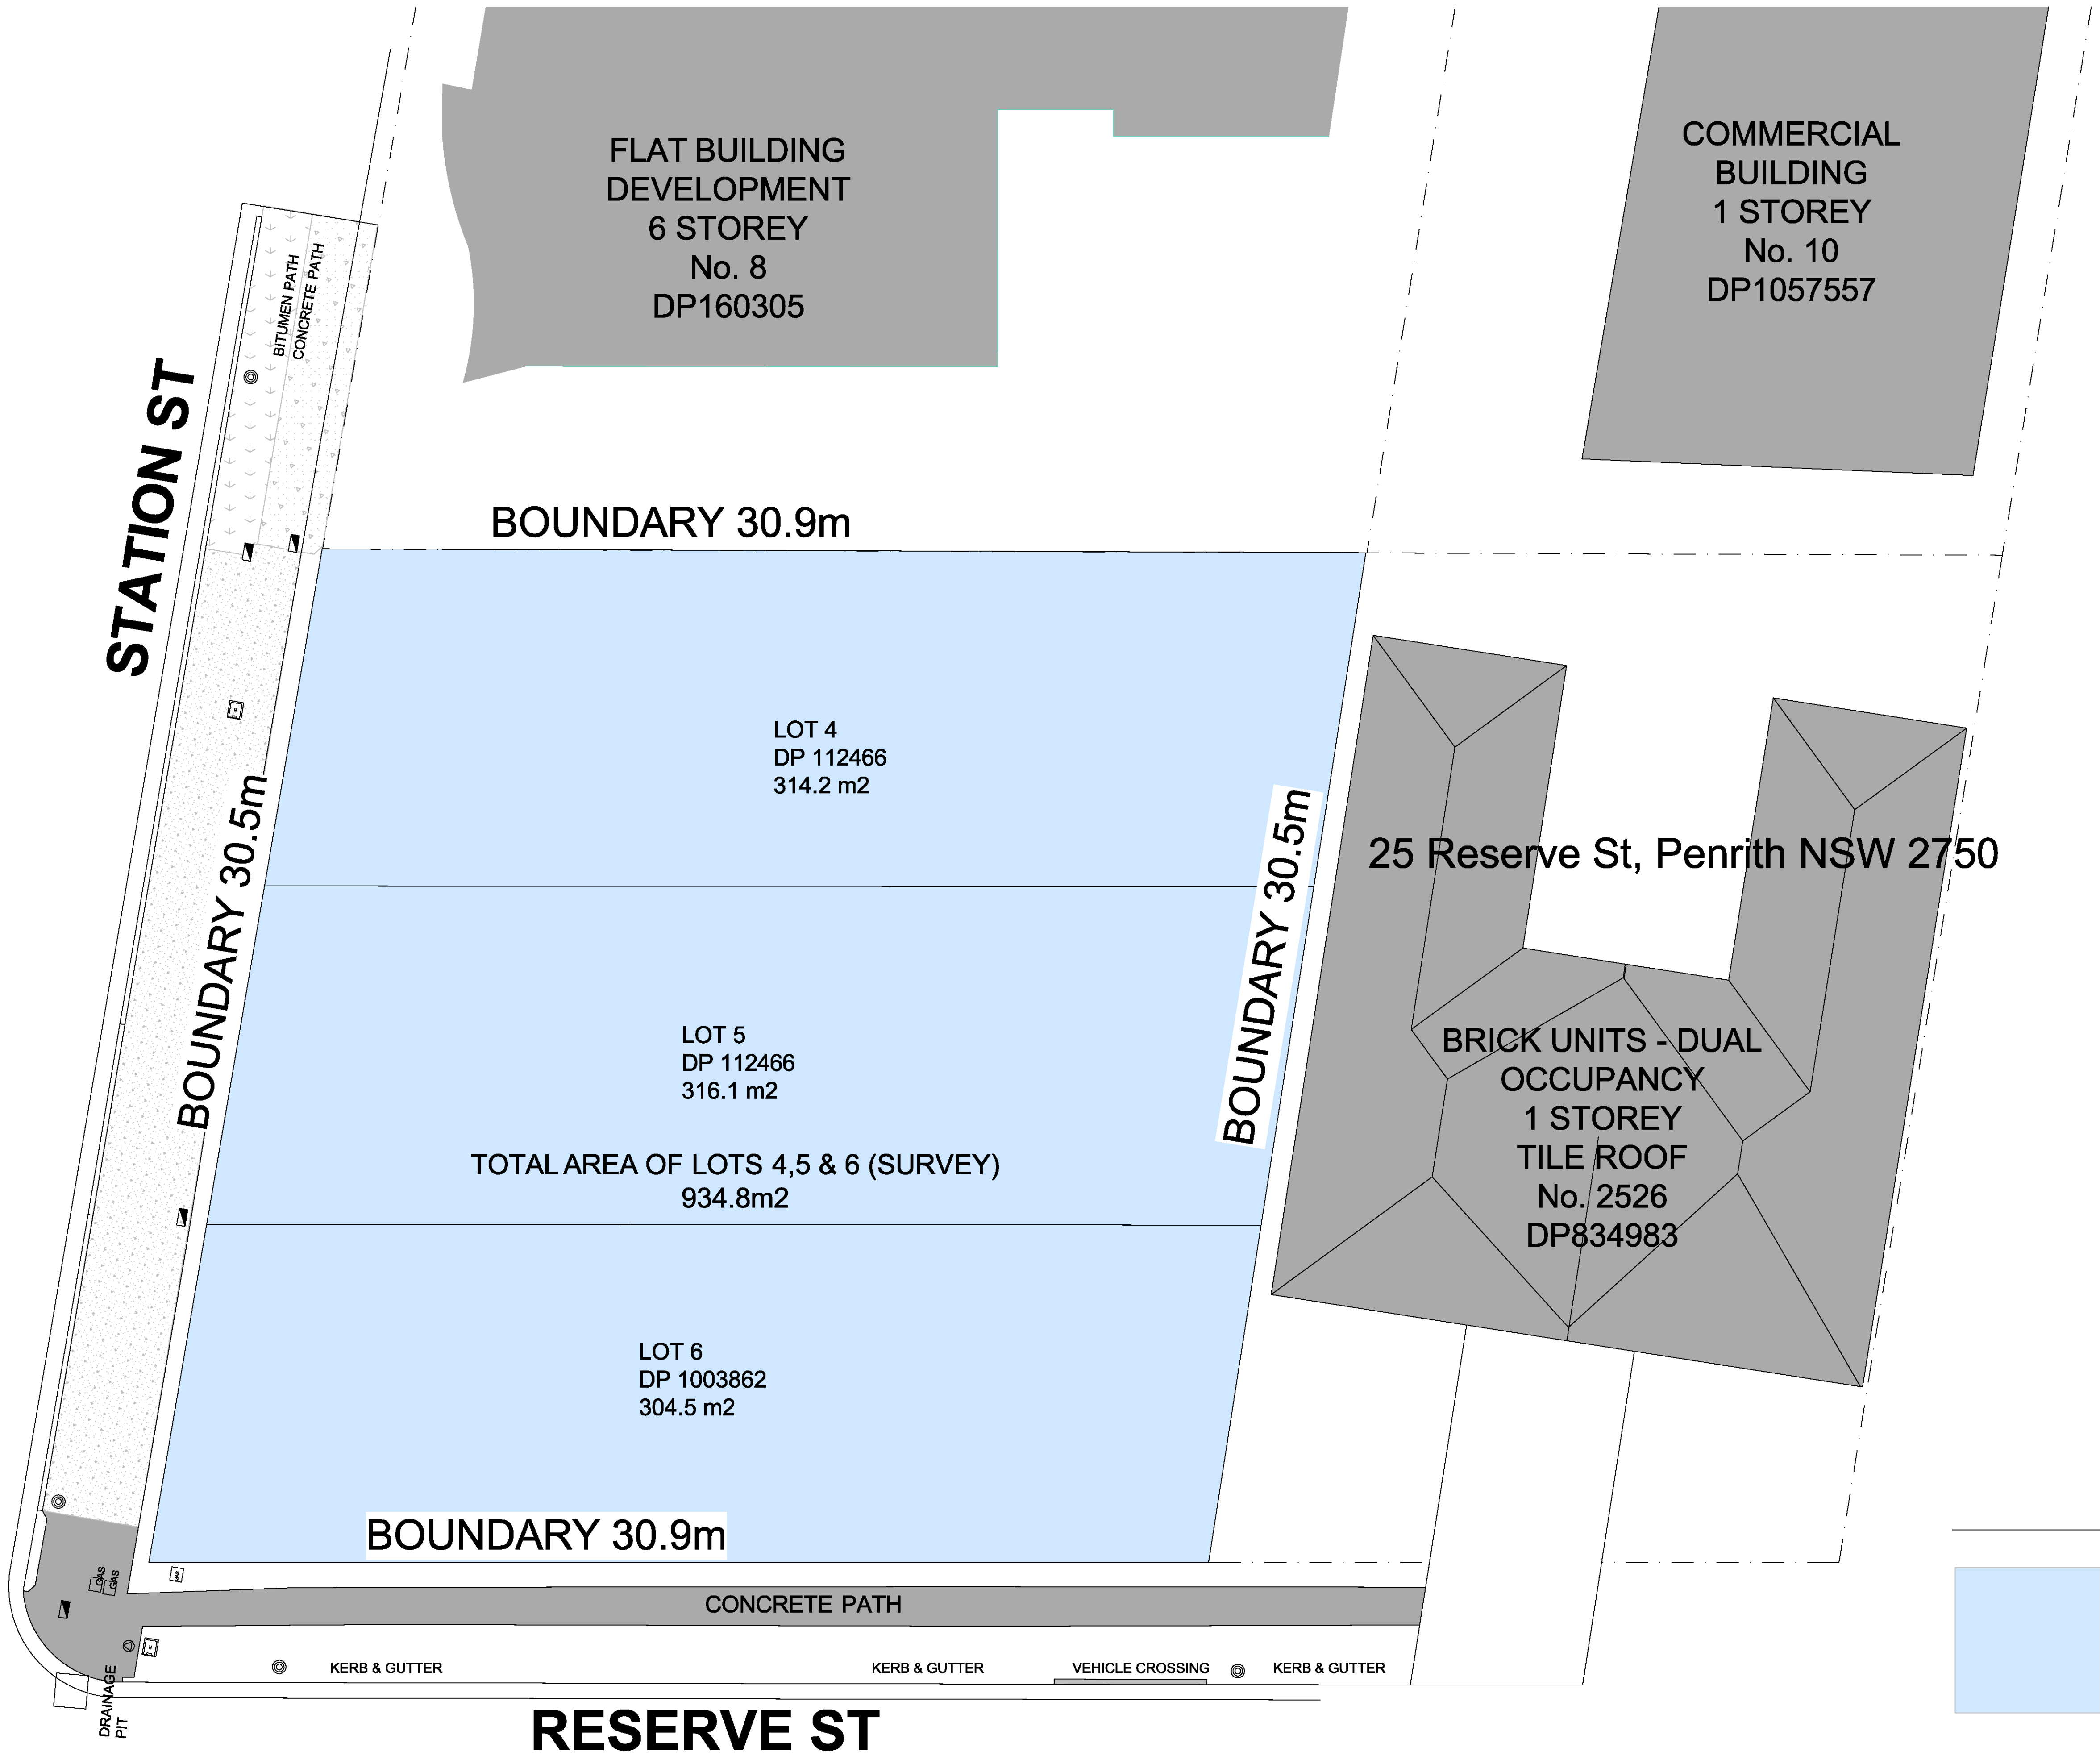 FLAT BUILDING
DEVELOPMENT
6 STOREY
No. 8
DP160305
COMMERCIAL
BUILDING
1 STOREY
No. 10
DP1057557
BITUMEN PATH
CONCRETE PATH
STATION ST
BOUNDARY 30.9m
LOT 4
DP 112466
314.2 m2
BOUNDARY 30.5m
BOUNDARY 30.5m
25 Reserve St, Penrith NSW 2750
LOT 5
DP 112466
316.1 m2
BRICK UNITS - DUAL
OCCUPANCY
1 STOREY
TILE ROOF
No. 2526
DP834983
TOTAL AREA OF LOTS 4,5 & 6 (SURVEY)
934.8m2
LOT 6
DP 1003862
304.5 m2
BOUNDARY 30.9m
GAS
GAS
CONCRETE PATH
KERB & GUTTER
KERB & GUTTER
VEHICLE CROSSING
KERB & GUTTER
DRAINAGE
PIT
RESERVE ST